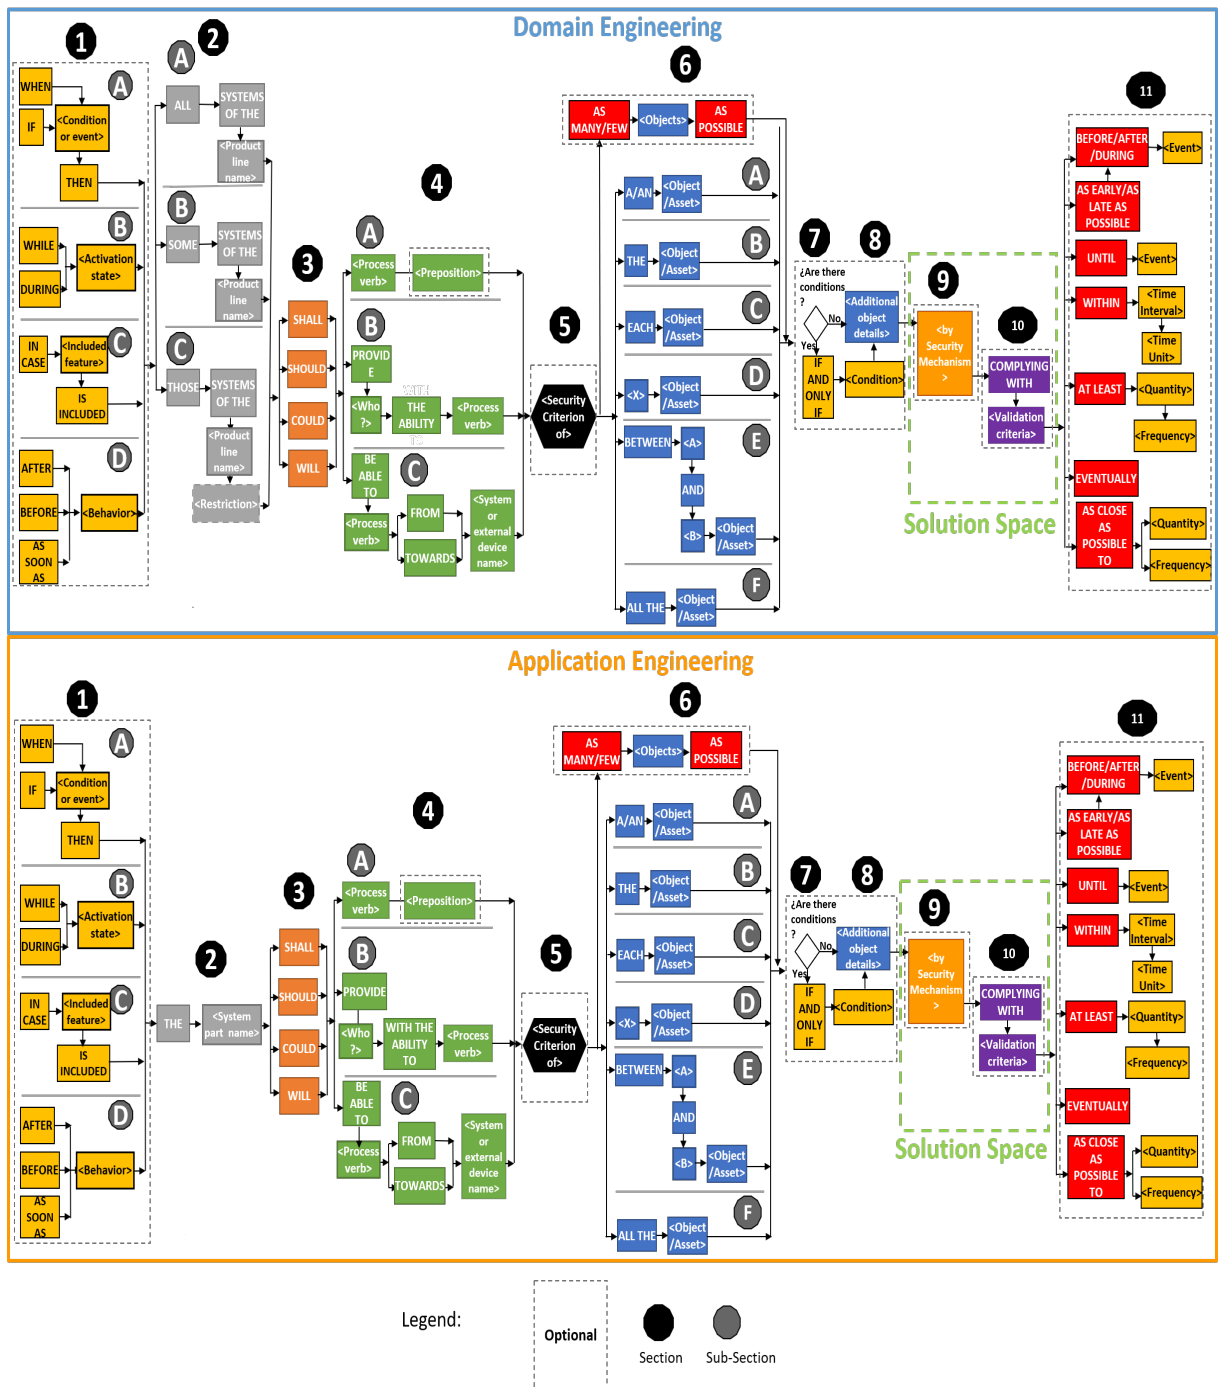 Domain Engineering
1
A
WHEN
IF
<Condition
or event>
THEN
B
WHILE
DURING
<Activation
state>
C
IN
CASE
<Included
feature>
IS
INCLUDED
D
AFTER
BEFORE
AS
SOON
AS
<Behavior>
2
A
ALL
SYSTEMS
OF THE
<Product
line
name>
B
SOME
SYSTEMS
OF THE
<Product
line
name>
C
THOSE
SYSTEMS
OF THE
<Product
line
name>
<Restriction>
3
SHALL
SHOULD
COULD
WILL
4
A
<Process
verb>
<Preposition>
B
PROVID
E
<Who
?>
THE
ABILITY
<Process
verb>
C
BE
ABLE
TO
<Process
verb>
FROM
TOWARDS
<System
or
external
device
name>
5
<Security
Criterion
of>
6
AS
MANY/FEW
<Objects>
AS
POSSIBLE
A
A/AN
<Object
/Asset>
B
THE
<Object
/Asset>
C
EACH
<Object
/Asset>
D
<X>
<Object
/Asset>
E
BETWEEN
<A>
AND
<B>
<Object
/Asset>
F
ALL THE
<Object
/Asset>
7
¿Are there
conditions
?
No
Yes
IF
AND
ONLY
IF
<Condition>
8
<Additional
object
details>
9
<by
Security
Mechanism
>
10
COMPLYING
WITH
<Validation
criteria>
Solution Space
11
BEFORE/AFTER
/DURING
<Event>
AS EARLY/AS
LATE AS
POSSIBLE
UNTIL
<Event>
WITHIN
<Time
Interval>
<Time
Unit>
AT LEAST
<Quantity>
<Frequency>
EVENTUALLY
AS CLOSE
AS
POSSIBLE
TO
<Quantity>
<Frequency>
Application Engineering
1
A
WHEN
IF
<Condition
or event>
THEN
B
WHILE
DURING
<Activation
state>
C
IN
CASE
<Included
feature>
IS
INCLUDED
D
AFTER
BEFORE
AS
SOON
AS
<Behavior>
2
THE
<System
part name>
3
SHALL
SHOULD
COULD
WILL
4
A
<Process
verb>
<Preposition>
B
PROVIDE
<Who
?>
WITH THE
ABILITY
TO
<Process
verb>
C
BE
ABLE
TO
<Process
verb>
FROM
TOWARDS
<System
or
external
device
name>
5
<Security
Criterion
of>
6
AS
MANY/FEW
<Objects>
AS
POSSIBLE
A
A/AN
<Object
/Asset>
B
THE
<Object
/Asset>
C
EACH
<Object
/Asset>
D
<X>
<Object
/Asset>
E
BETWEEN
<A>
AND
<B>
<Object
/Asset>
F
ALL THE
<Object
/Asset>
7
¿Are there
conditions
?
No
Yes
IF
AND
ONLY
IF
<Condition>
8
<Additional
object
details>
9
<by
Security
Mechanism
>
10
COMPLYING
WITH
<Validation
criteria>
Solution Space
11
BEFORE/AFTER
/DURING
<Event>
AS EARLY/AS
LATE AS
POSSIBLE
UNTIL
<Event>
WITHIN
<Time
Interval>
<Time
Unit>
AT LEAST
<Quantity>
<Frequency>
EVENTUALLY
AS CLOSE
AS
POSSIBLE
TO
<Quantity>
<Frequency>
Legend:
Optional
Section
Sub-Section